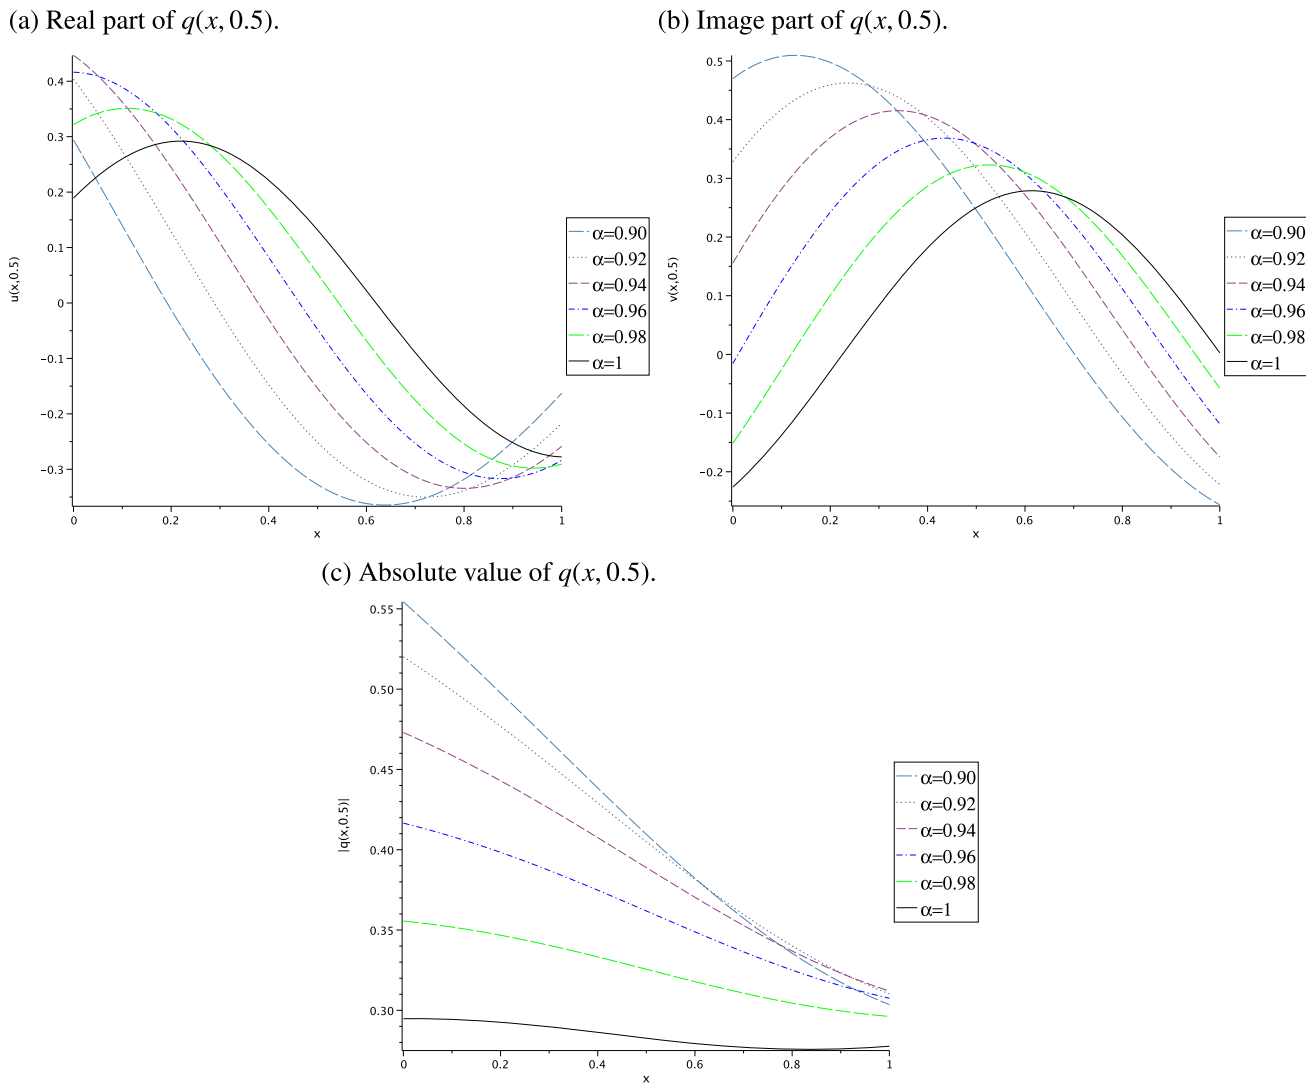 (a) Real part of q(x, 0.5).
(b) Image part of q(x, 0.5).
0.4
0.3
0.2
0.1
0
−0.1
−0.2
−0.3
u(x,0.5)
0 0.2 0.4 0.6 0.8 1
x
α=0.90
α=0.92
α=0.94
α=0.96
α=0.98
α=1
0.5
0.4
0.3
0.2
0.1
0
−0.1
−0.2
v(x,0.5)
0 0.2 0.4 0.6 0.8 1
x
α=0.90
α=0.92
α=0.94
α=0.96
α=0.98
α=1
(c) Absolute value of q(x, 0.5).
0.55
0.50
0.45
0.40
0.35
0.30
|q(x,0.5)|
0 0.2 0.4 0.6 0.8 1
x
α=0.90
α=0.92
α=0.94
α=0.96
α=0.98
α=1